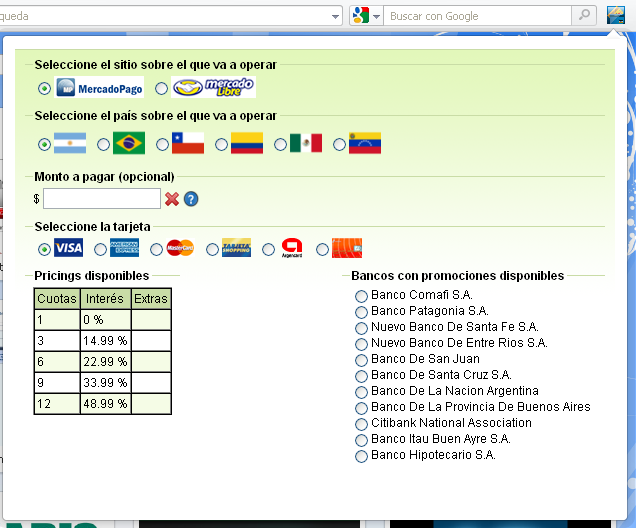 queda
Buscar con Google
Seleccione el sitio sobre el que va a operar
MP MercadoPago
mercado libre
Seleccione el país sobre el que va a operar
Monto a pagar (opcional)
$
?
Seleccione la tarjeta
VISA
AMERICAN EXPRESS
MasterCard
TARJETA SHOPPING
Argencard
Pricings disponibles
Cuotas Interés Extras
1 0 %
3 14.99 %
6 22.99 %
9 33.99 %
12 48.99 %
Bancos con promociones disponibles
Banco Comafi S.A.
Banco Patagonia S.A.
Nuevo Banco De Santa Fe S.A.
Nuevo Banco De Entre Rios S.A.
Banco De San Juan
Banco De Santa Cruz S.A.
Banco De La Nacion Argentina
Banco De La Provincia De Buenos Aires
Citibank National Association
Banco Itau Buen Ayre S.A.
Banco Hipotecario S.A.